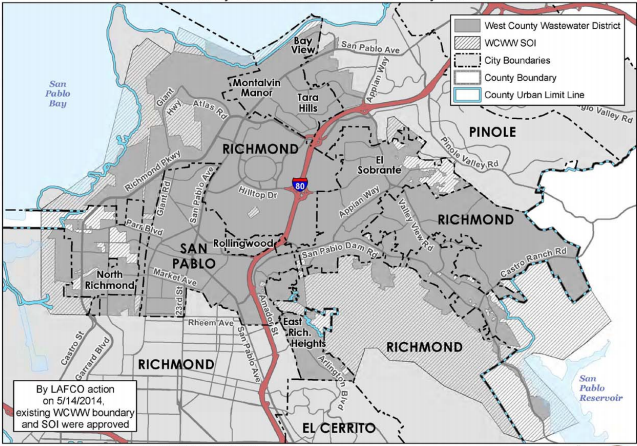 West County Wastewater District
WCWW SOI
City Boundaries
County Boundary
County Urban Limit Line
Bay
View
San Pablo Ave
San
Pablo
Bay
Montalvin
Manor
Tara
Hills
Appian Way
Giant
Hwy
Atlas Rd
PINOLE
Pinole Valley Rd
Richmond Pkwy
RICHMOND
El
Sobrante
80
Giant Rd
San Pablo Ave
Hilltop Dr
Appian Way
Valley View Rd
RICHMOND
Parr Blvd
SAN
PABLO
Rollingwood
San Pablo Dam Rd
Castro Ranch Rd
North
Richmond
Market Ave
23rd St
Amador St
East
Rich.
Heights
RICHMOND
Rheem Ave
San Pablo Ave
Castro St
Garrard Blvd
RICHMOND
Arlington Blvd
San
Pablo
Reservoir
By LAFCO action
on 5/14/2014,
existing WCWW boundary
and SOI were approved
EL CERRITO